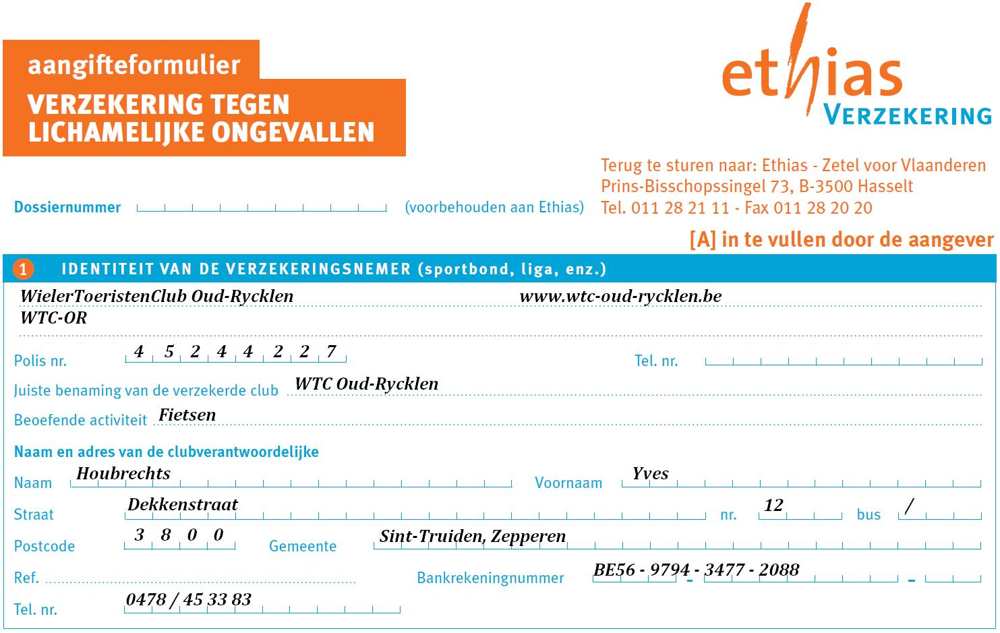 aangifteformulier
VERZEKERING TEGEN
LICHAMELIJKE ONGEVALLEN
ethias
VERZEKERING
Terug te sturen naar: Ethias - Zetel voor Vlaanderen
Prins-Bisschopssingel 73, B-3500 Hasselt
Dossiernummer (voorbehouden aan Ethias) Tel. 011 28 21 11 - Fax 011 28 20 20
[A] in te vullen door de aangever
1 IDENTITEIT VAN DE VERZEKERINGSNEMER (sportbond, liga, enz.)
WielerToeristenClub Oud-Rycklen www.wtc-oud-rycklen.be
WTC-OR
Polis nr. 4 5 2 4 4 2 2 7 Tel. nr.
Juiste benaming van de verzekerde club WTC Oud-Rycklen
Beoefende activiteit Fietsen
Naam en adres van de clubverantwoordelijke
Naam Houbrechts Voornaam Yves
Straat Dekkenstraat nr. 12 bus /
Postcode 3 8 0 0 Gemeente Sint-Truiden, Zepperen
Ref. Bankrekeningnummer BE56 - 9794 - 3477 - 2088
Tel. nr. 0478 / 45 33 83